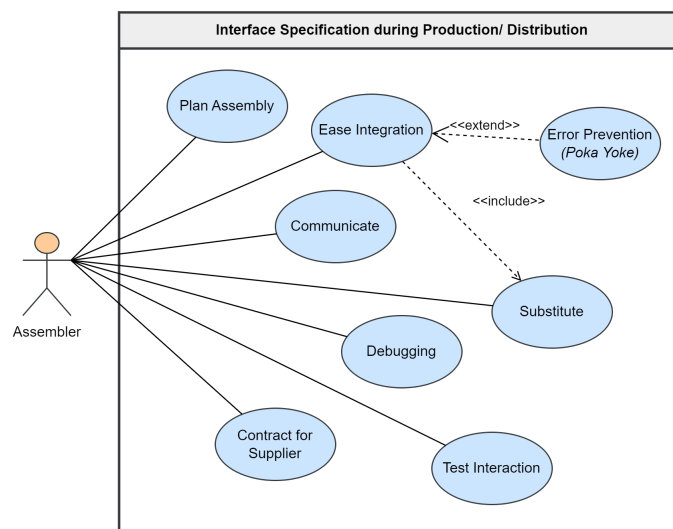 Interface Specification during Production/ Distribution
Plan Assembly
Ease Integration
<<extend>>
Error Prevention
(Poka Yoke)
<<include>>
Communicate
Assembler
Substitute
Debugging
Contract for
Supplier
Test Interaction